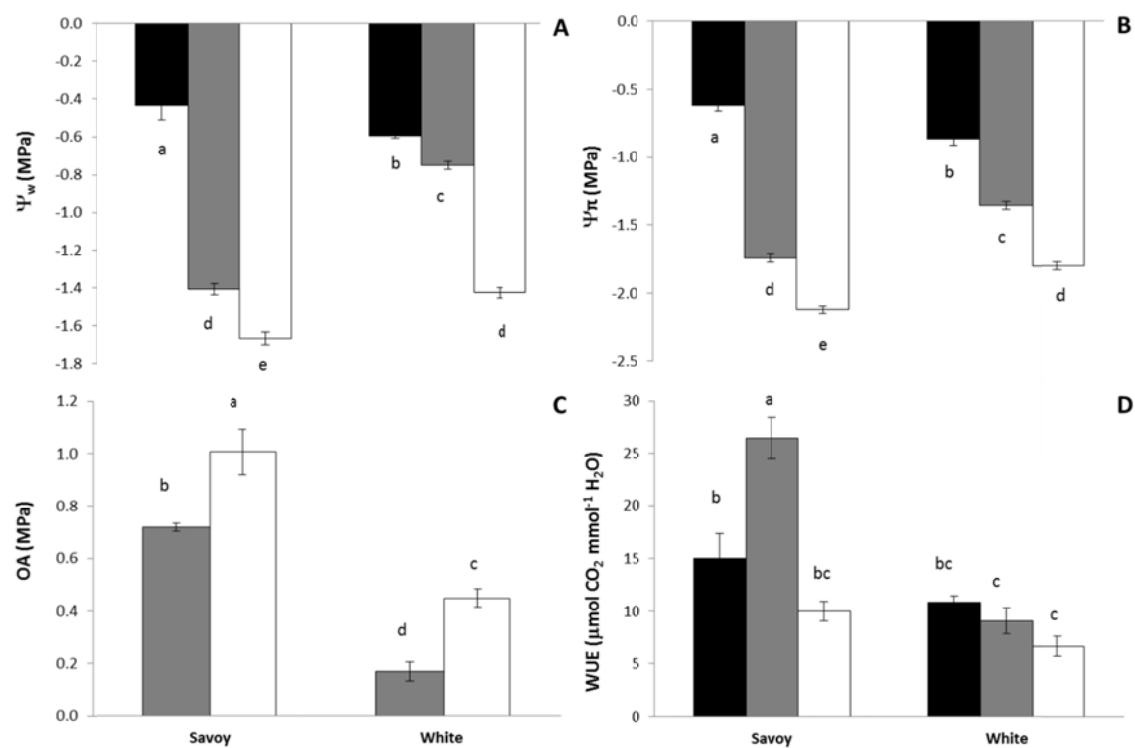 A
0.0
-0.2
-0.4
-0.6
-0.8
-1.0
-1.2
-1.4
-1.6
-1.8
Ψw (MPa)
a
d
e
b
c
d
B
0.0
-0.5
-1.0
-1.5
-2.0
-2.5
Ψπ (MPa)
a
d
e
b
c
d
C
1.2
1.0
0.8
0.6
0.4
0.2
0.0
OA (MPa)
b
a
d
c
Savoy White
D
30
25
20
15
10
5
0
WUE (µmol CO2 mmol-1 H2O)
b
a
bc
bc
c
c
Savoy White